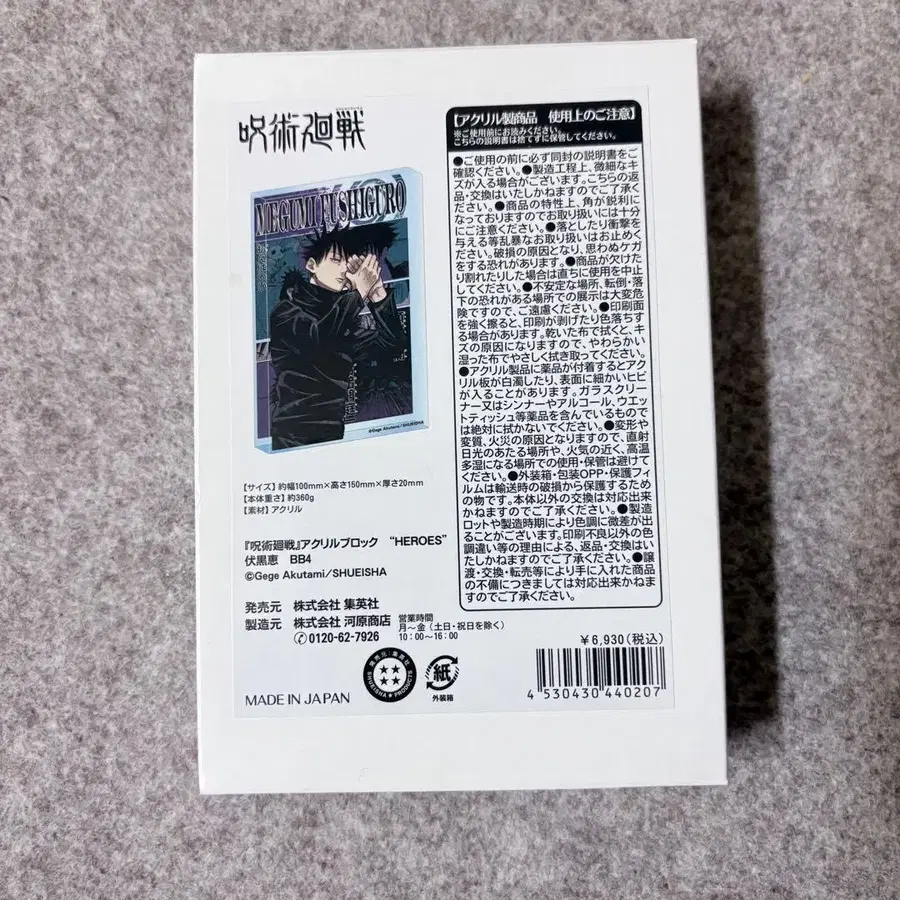 呪術廻戦
MEGUMI FUSHIGURO
©Gege Akutami/SHUEISHA
【サイズ】約幅100mm×高さ150mm×厚さ20mm
【本体重さ】約360g
【素材】アクリル
『呪術廻戦』アクリルブロック “HEROES”
伏黒恵 BB4
©Gege Akutami/SHUEISHA
発売元 株式会社 集英社
製造元 株式会社 河原商店
0120-62-7926
営業時間
月〜金（土日・祝日を除く）
10:00〜16:00
MADE IN JAPAN
発売元:集英社
SHUEISHA PRODUCTS
紙
外装箱
【アクリル製商品 使用上のご注意】
※ご使用前にお読みください。
こちらの説明書は捨てずに保管してください。
●ご使用の前に必ず同封の説明書をご
確認ください。●製造工程上、微細なキ
ズが入る場合がございます。こちらの返
品・交換はいたしかねますのでご了承く
ださい。●商品の特性上、角が鋭利に
なっておりますのでお取り扱いには十分
にご注意ください。●落としたり衝撃を
与える等乱暴なお取り扱いはお止めく
ださい。破損の原因となり、思わぬケガ
をする恐れがあります。●商品が欠けた
り割れたりした場合は直ちに使用を中止
してください。●不安定な場所、転倒・落
下の恐れがある場所での展示は大変危
険ですので、ご遠慮ください。●印刷面
を強く擦ると、印刷が剥げたり色落ちす
る場合があります。乾いた布で拭くと、キ
ズの原因になりますので、やわらかい
湿った布でやさしく拭き取ってください。
●アクリル製品に薬品が付着するとアク
リル板が白濁したり、表面に細かいヒビ
が入ることがあります。ガラスクリー
ナー又はシンナーやアルコール、ウエッ
トティッシュ等薬品を含んでいるもので
は絶対に拭かないでください。●変形や
変質、火災の原因となりますので、直射
日光のあたる場所や、火気の近く、高温
多湿になる場所での使用・保管は避けて
ください。●外装箱・包装OPP・保護フィ
ルムは輸送時の破損から保護するため
の物です。本体以外の交換は対応出来
かねますのでご了承ください。●製造
ロットや製造時期により色調に微差が出
ることがございます。印刷不良以外の色
調違い等の理由による、返品・交換はい
たしかねますのでご了承ください。●譲
渡・交換・転売等により手に入れた商品
の不備につきましては対応出来かねま
すのでご了承ください。
￥6,930(税込)
4 530430 440207